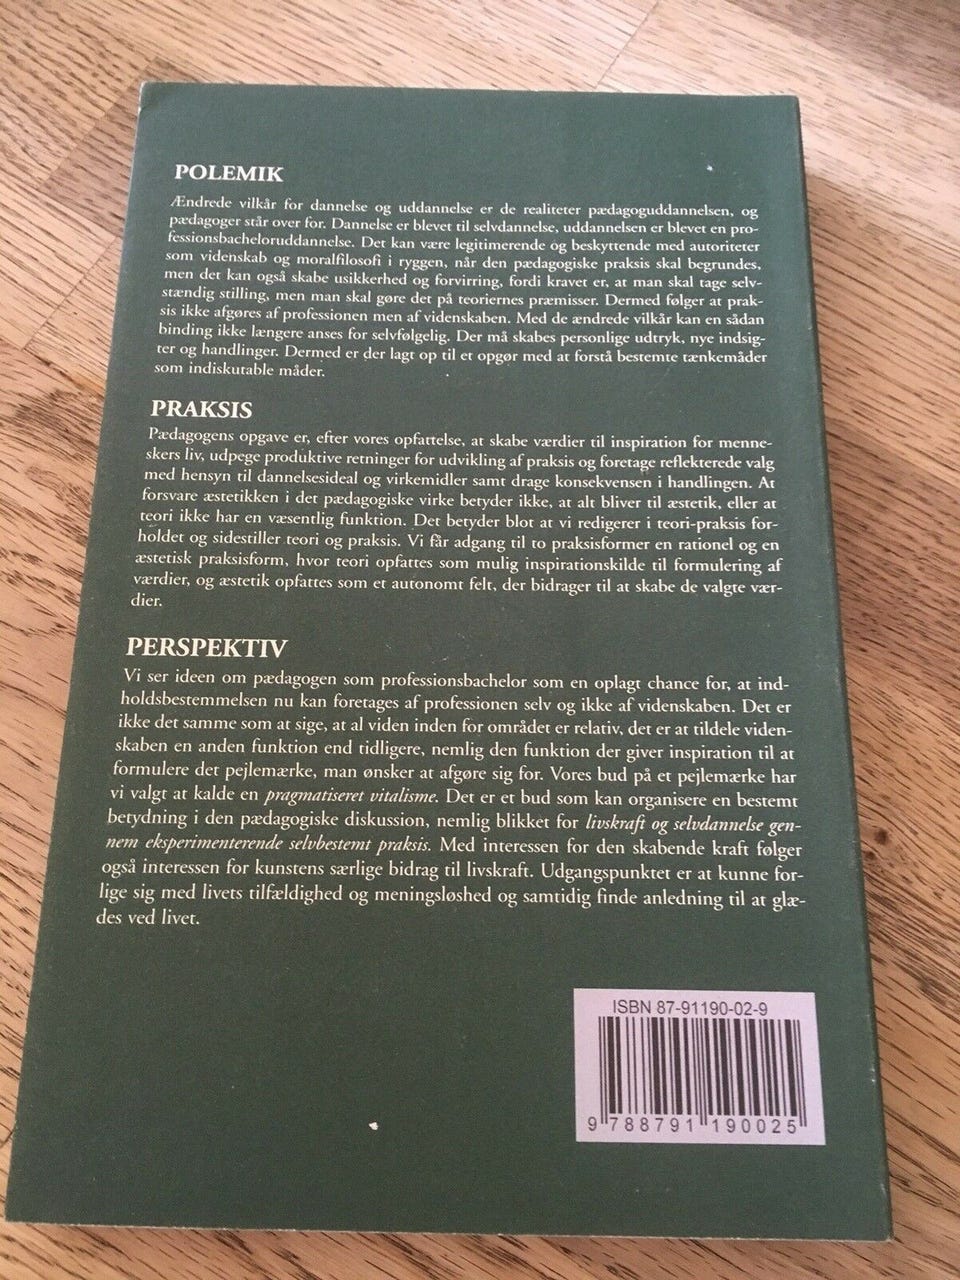 POLEMIK
Ændrede vilkår for dannelse og uddannelse er de realiteter pædagoguddannelsen, og
pædagoger står over for. Dannelse er blevet til selvdannelse, uddannelsen er blevet en pro-
fessionsbacheloruddannelse. Det kan være legitimerende og beskyttende med autoriteter
som videnskab og moralfilosofi i ryggen, når den pædagogiske praksis skal begrundes,
men det kan også skabe usikkerhed og forvirring, fordi kravet er, at man skal tage selv-
stændig stilling, men man skal gøre det på teoriernes præmisser. Dermed følger at prak-
sis ikke afgøres af professionen men af videnskaben. Med de ændrede vilkår kan en sådan
binding ikke længere anses for selvfølgelig. Der må skabes personlige udtryk, nye indsig-
ter og handlinger. Dermed er der lagt op til et opgør med at forstå bestemte tænkemåder
som indiskutable måder.
PRAKSIS
Pædagogens opgave er, efter vores opfattelse, at skabe værdier til inspiration for menne-
skers liv, udpege produktive retninger for udvikling af praksis og foretage reflekterede valg
med hensyn til dannelsesideal og virkemidler samt drage konsekvensen i handlingen. At
forsvare æstetikken i det pædagogiske virke betyder ikke, at alt bliver til æstetik, eller at
teori ikke har en væsentlig funktion. Det betyder blot at vi redigerer i teori-praksis for-
holdet og sidestiller teori og praksis. Vi får adgang til to praksisformer en rationel og en
æstetisk praksisform, hvor teori opfattes som mulig inspirationskilde til formulering af
værdier, og æstetik opfattes som et autonomt felt, der bidrager til at skabe de valgte vær-
dier.
PERSPEKTIV
Vi ser ideen om pædagogen som professionsbachelor som en oplagt chance for, at ind-
holdsbestemmelsen nu kan foretages af professionen selv og ikke af videnskaben. Det er
ikke det samme som at sige, at al viden inden for området er relativ, det er at tildele viden-
skaben en anden funktion end tidligere, nemlig den funktion der giver inspiration til at
formulere det pejlemærke, man ønsker at afgøre sig for. Vores bud på et pejlemærke har
vi valgt at kalde en pragmatiseret vitalisme. Det er et bud som kan organisere en bestemt
betydning i den pædagogiske diskussion, nemlig blikket for livskraft og selvdannelse gen-
nem eksperimenterende selvbestemt praksis. Med interessen for den skabende kraft følger
også interessen for kunstens særlige bidrag til livskraft. Udgangspunktet er at kunne for-
lige sig med livets tilfældighed og meningsløshed og samtidig finde anledning til at glæ-
des ved livet.
ISBN 87-91190-02-9
9 788791 190025